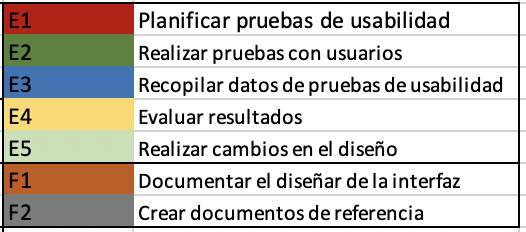 E1 Planificar pruebas de usabilidad
E2 Realizar pruebas con usuarios
E3 Recopilar datos de pruebas de usabilidad
E4 Evaluar resultados
E5 Realizar cambios en el diseño
F1 Documentar el diseñar de la interfaz
F2 Crear documentos de referencia